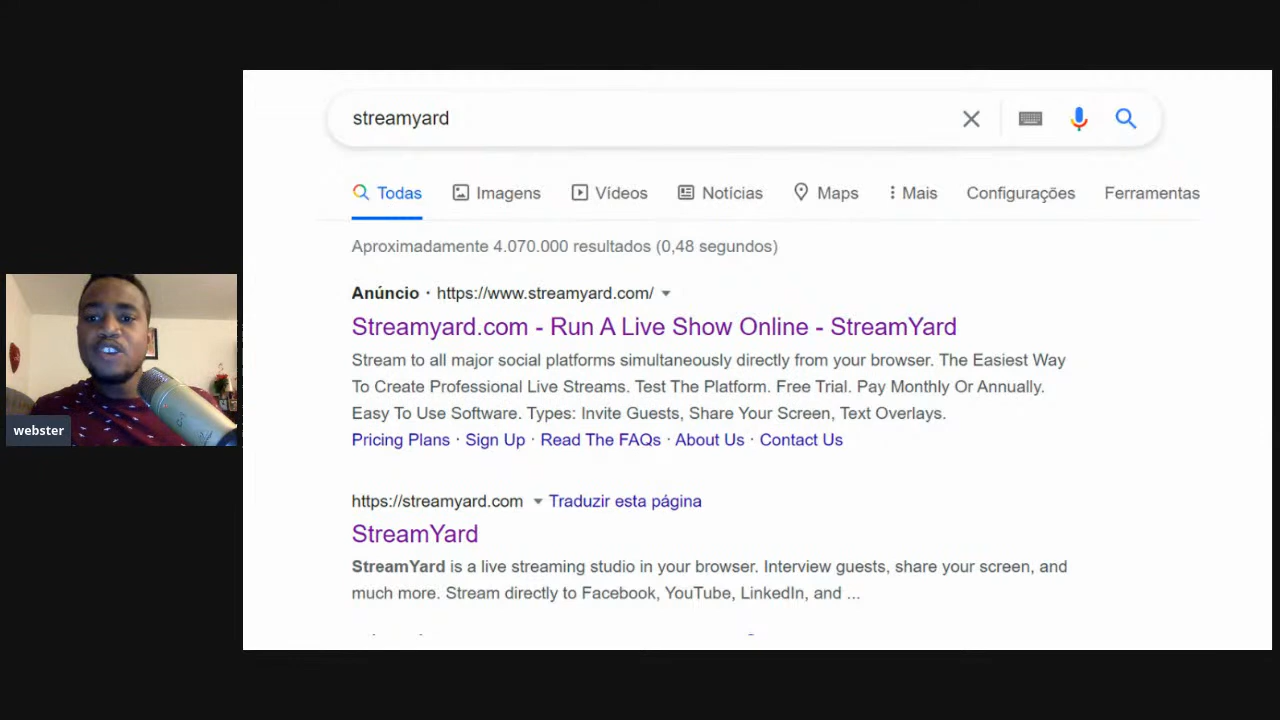 streamyard
Todas Imagens Vídeos Notícias Maps Mais Configurações Ferramentas
Aproximadamente 4.070.000 resultados (0,48 segundos)
Anúncio · https://www.streamyard.com/
Streamyard.com - Run A Live Show Online - StreamYard
Stream to all major social platforms simultaneously directly from your browser. The Easiest Way
To Create Professional Live Streams. Test The Platform. Free Trial. Pay Monthly Or Annually.
Easy To Use Software. Types: Invite Guests, Share Your Screen, Text Overlays.
Pricing Plans · Sign Up · Read The FAQs · About Us · Contact Us
https://streamyard.com Traduzir esta página
StreamYard
StreamYard is a live streaming studio in your browser. Interview guests, share your screen, and
much more. Stream directly to Facebook, YouTube, LinkedIn, and ...
webster